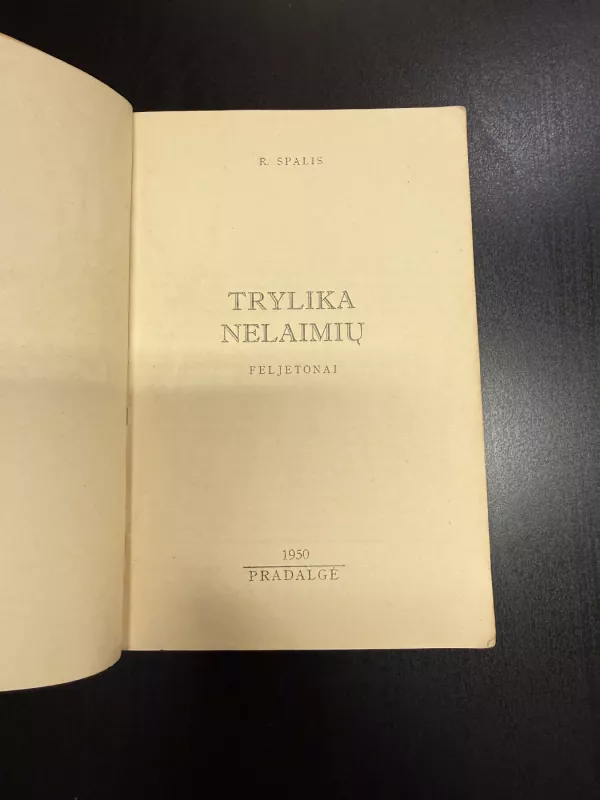 R. SPALIS
TRYLIKA
NELAIMIŲ
FELJETONAI
1950
PRADALGĖ